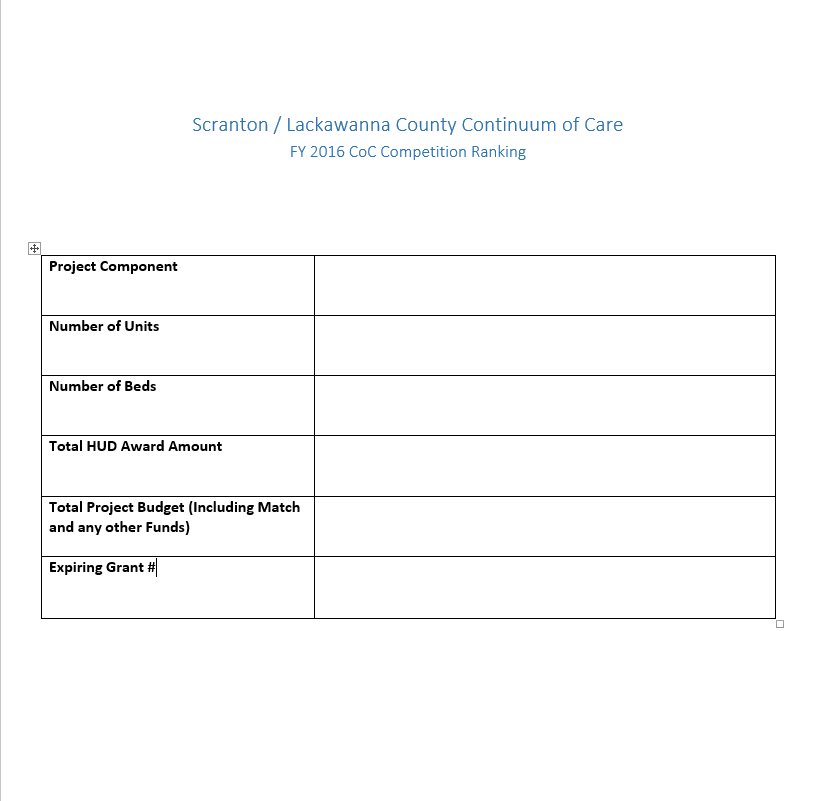 Scranton / Lackawanna County Continuum of Care
FY 2016 CoC Competition Ranking
Project Component
Number of Units
Number of Beds
Total HUD Award Amount
Total Project Budget (Including Match
and any other Funds)
Expiring Grant #